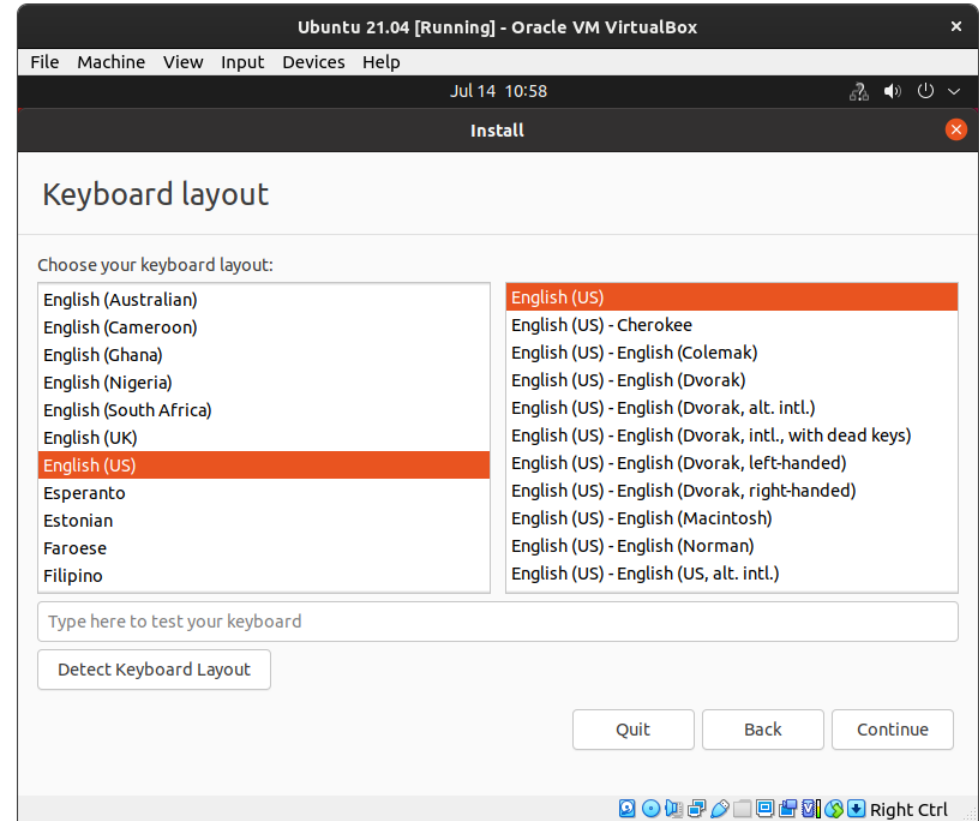 Ubuntu 21.04 [Running] - Oracle VM VirtualBox
File Machine View Input Devices Help
Jul 14 10:58
Install
Keyboard layout
Choose your keyboard layout:
English (Australian)
English (Cameroon)
English (Ghana)
English (Nigeria)
English (South Africa)
English (UK)
English (US)
Esperanto
Estonian
Faroese
Filipino
English (US)
English (US) - Cherokee
English (US) - English (Colemak)
English (US) - English (Dvorak)
English (US) - English (Dvorak, alt. intl.)
English (US) - English (Dvorak, intl., with dead keys)
English (US) - English (Dvorak, left-handed)
English (US) - English (Dvorak, right-handed)
English (US) - English (Macintosh)
English (US) - English (Norman)
English (US) - English (US, alt. intl.)
Type here to test your keyboard
Detect Keyboard Layout
Quit Back Continue
Right Ctrl